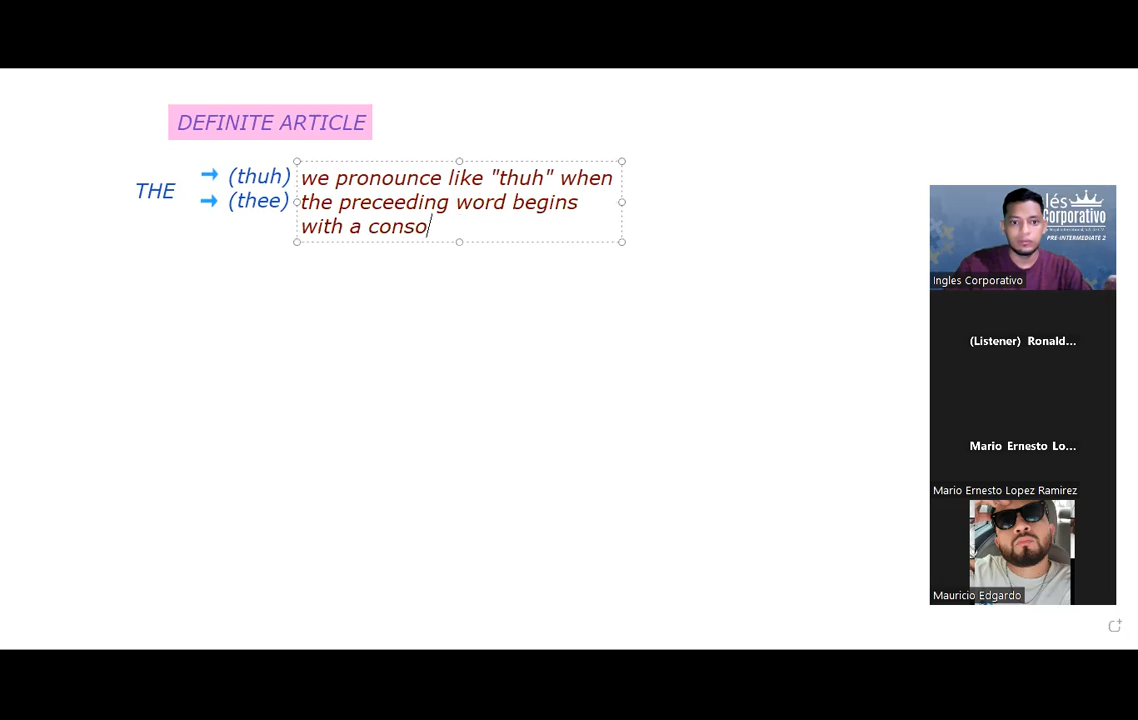 DEFINITE ARTICLE
THE
→ (thuh)
→ (thee)
we pronounce like "thuh" when
the preceeding word begins
with a conso
lés
Corporativo
PRE-INTERMEDIATE 2
Ingles Corporativo
(Listener) Ronald...
Mario Ernesto Lo...
Mario Ernesto Lopez Ramirez
Mauricio Edgardo